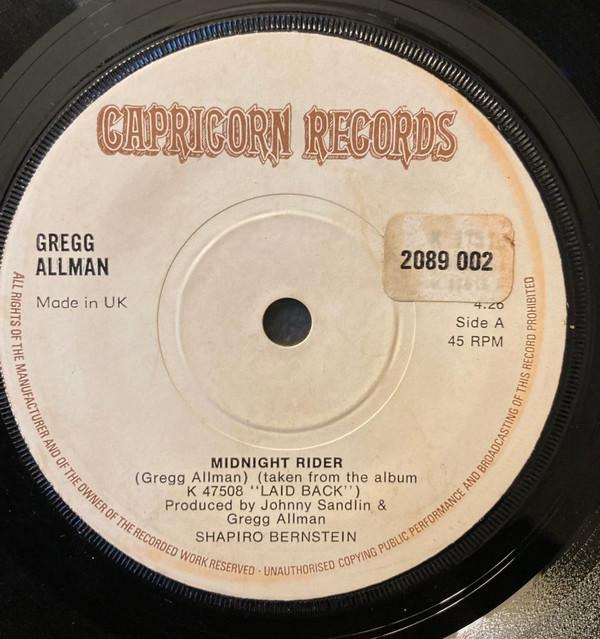 CAPRICORN RECORDS
GREGG
ALLMAN
Made in UK
2089 002
4:26
Side A
45 RPM
MIDNIGHT RIDER
(Gregg Allman) (taken from the album
K 47508 "LAID BACK")
Produced by Johnny Sandlin &
Gregg Allman
SHAPIRO BERNSTEIN
ALL RIGHTS OF THE MANUFACTURER AND OF THE OWNER OF THE RECORDED WORK RESERVED · UNAUTHORISED COPYING PUBLIC PERFORMANCE AND BROADCASTING OF THIS RECORD PROHIBITED